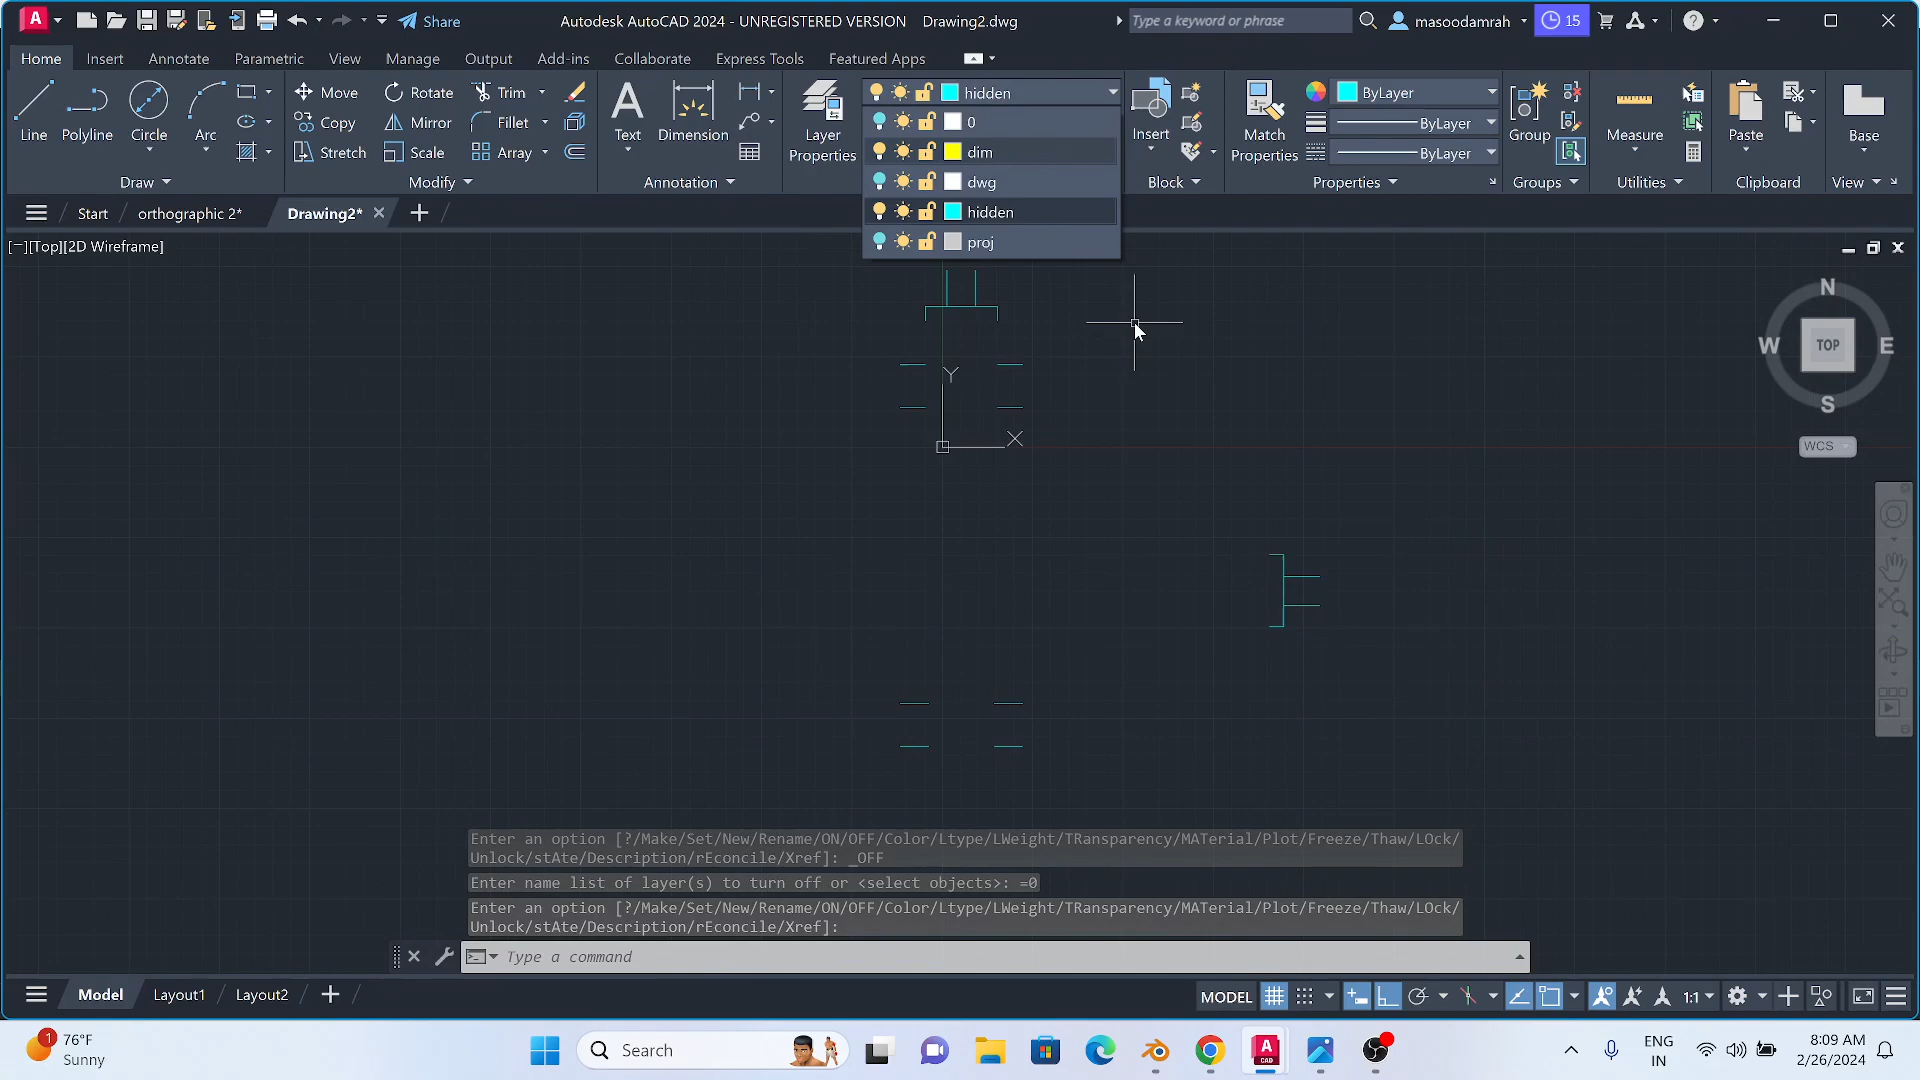 A Share Autodesk AutoCAD 2024 - UNREGISTERED VERSION Drawing2.dwg Type a keyword or phrase masoodamrah 15 ?
Home Insert Annotate Parametric View Manage Output Add-ins Collaborate Express Tools Featured Apps
Line Polyline Circle Arc
Draw
Move Rotate Trim
Copy Mirror Fillet
Stretch Scale Array
Modify
Text Dimension
Annotation
Layer
Properties
hidden
0
dim
dwg
hidden
proj
Insert
Block
Match
Properties
ByLayer
ByLayer
ByLayer
Properties
Group
Groups
Measure
Utilities
Paste
Clipboard
Base
View
Start orthographic 2* Drawing2*
[−][Top][2D Wireframe]
N
W TOP E
S
WCS
Y
X
Enter an option [?/Make/Set/New/Rename/ON/OFF/Color/Ltype/LWeight/TRansparency/MATerial/Plot/Freeze/Thaw/LOck/
Unlock/stAte/Description/rEconcile/Xref]: _OFF
Enter name list of layer(s) to turn off or <select objects>: =0
Enter an option [?/Make/Set/New/Rename/ON/OFF/Color/Ltype/LWeight/TRansparency/MATerial/Plot/Freeze/Thaw/LOck/
Unlock/stAte/Description/rEconcile/Xref]:
Type a command
Model Layout1 Layout2 MODEL 1:1
1
76°F
Sunny
Search
A
CAD
ENG
IN
8:09 AM
2/26/2024